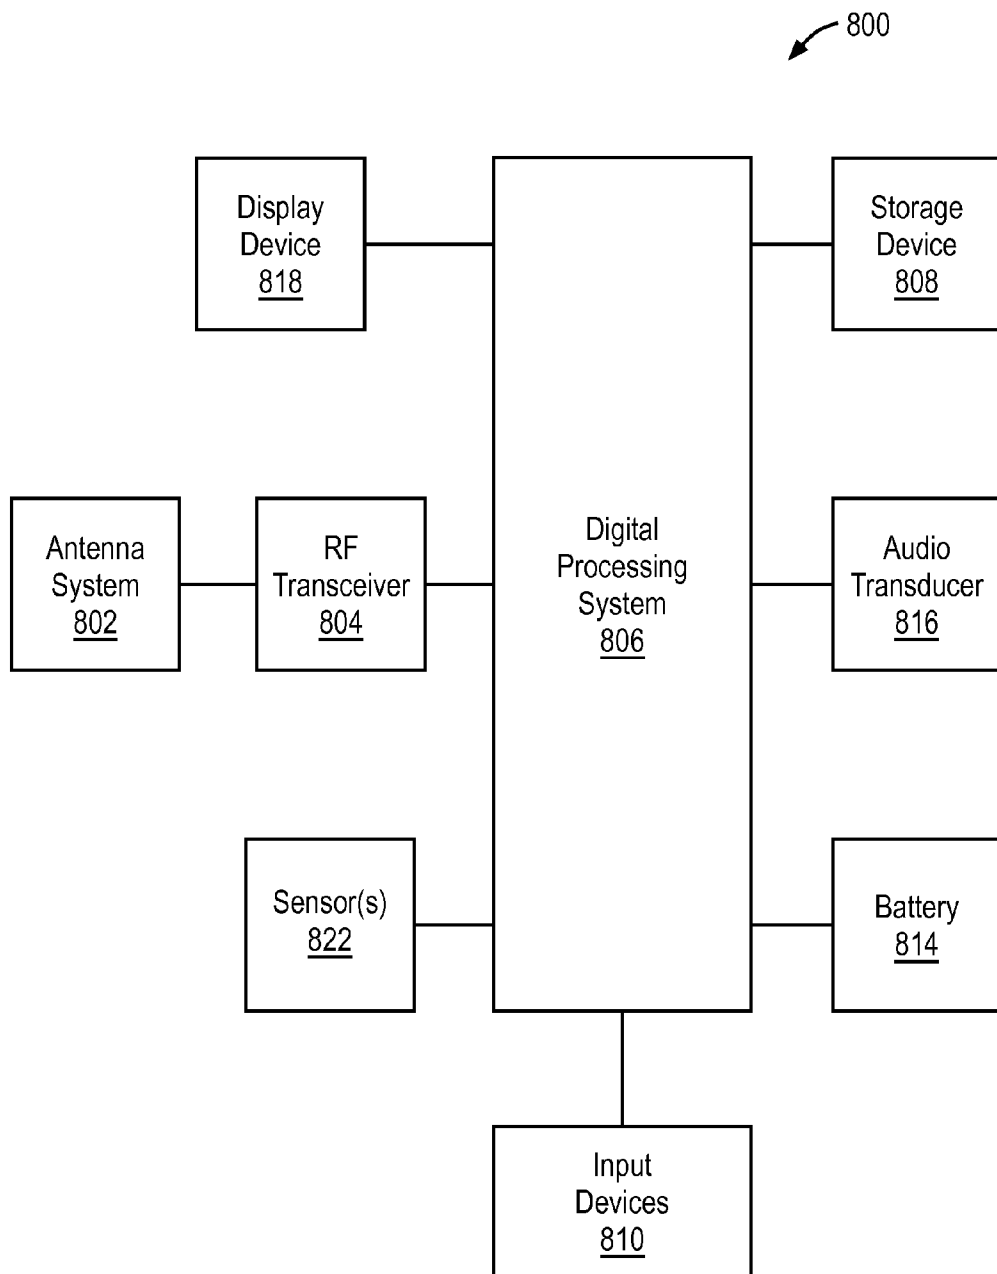 800
Display
Device
818
Storage
Device
808
Antenna
System
802
RF
Transceiver
804
Digital
Processing
System
806
Audio
Transducer
816
Sensor(s)
822
Battery
814
Input
Devices
810